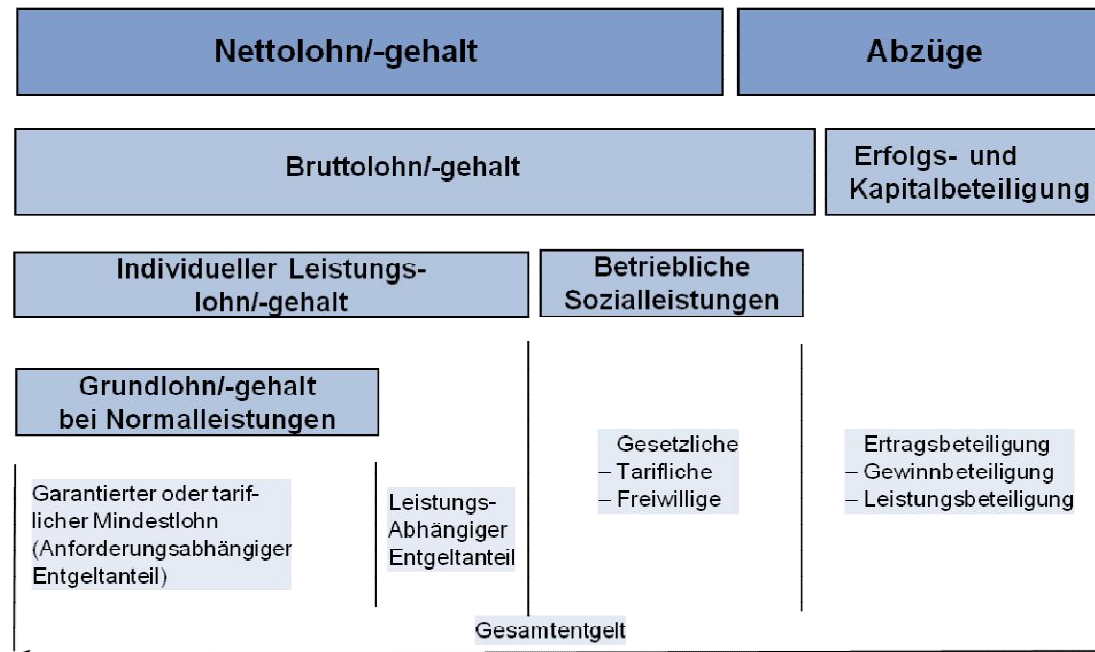 Nettolohn/-gehalt
Abzüge
Bruttolohn/-gehalt
Erfolgs- und
Kapitalbeteiligung
Individueller Leistungs-
lohn/-gehalt
Betriebliche
Sozialleistungen
Grundlohn/-gehalt
bei Normalleistungen
Garantierter oder tarif-
licher Mindestlohn
(Anforderungsabhängiger
Entgeltanteil)
Leistungs-
Abhängiger
Entgeltanteil
Gesetzliche
– Tarifliche
– Freiwillige
Ertragsbeteiligung
– Gewinnbeteiligung
– Leistungsbeteiligung
Gesamtentgelt